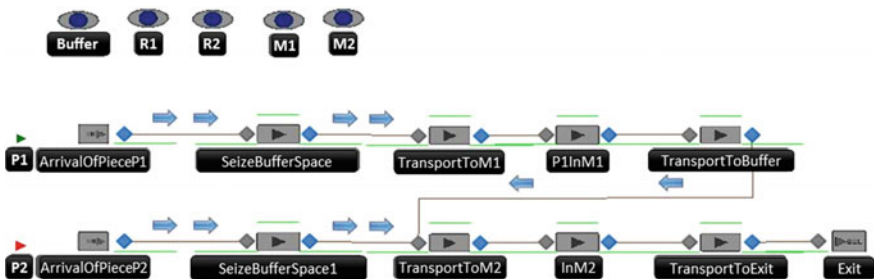 Buffer R1 R2 M1 M2
P1 ArrivalOfPieceP1 SeizeBufferSpace TransportToM1 P1InM1 TransportToBuffer
P2 ArrivalOfPieceP2 SeizeBufferSpace1 TransportToM2 InM2 TransportToExit Exit